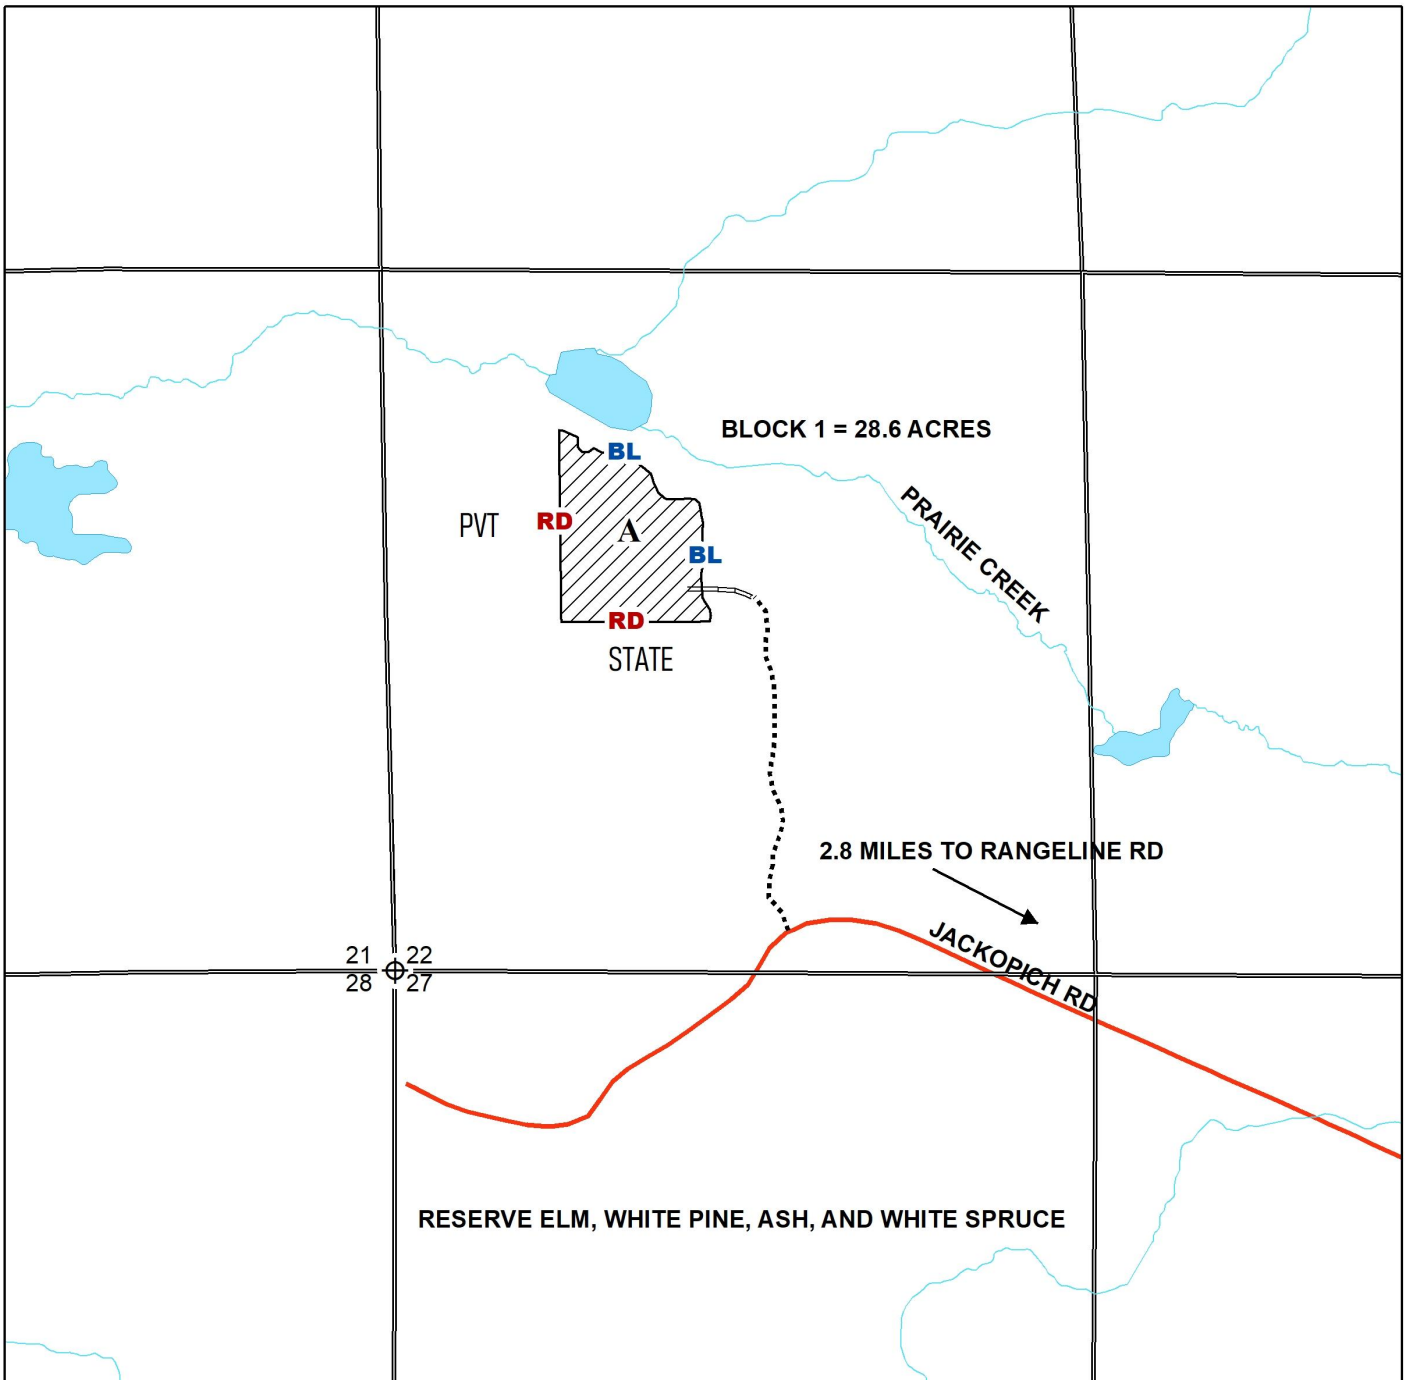 BLOCK 1 = 28.6 ACRES
BL
PRAIRIE CREEK
PVT
RD
A
BL
RD
STATE
2.8 MILES TO RANGELINE RD
JACKOPICH RD
21 22
28 27
RESERVE ELM, WHITE PINE, ASH, AND WHITE SPRUCE